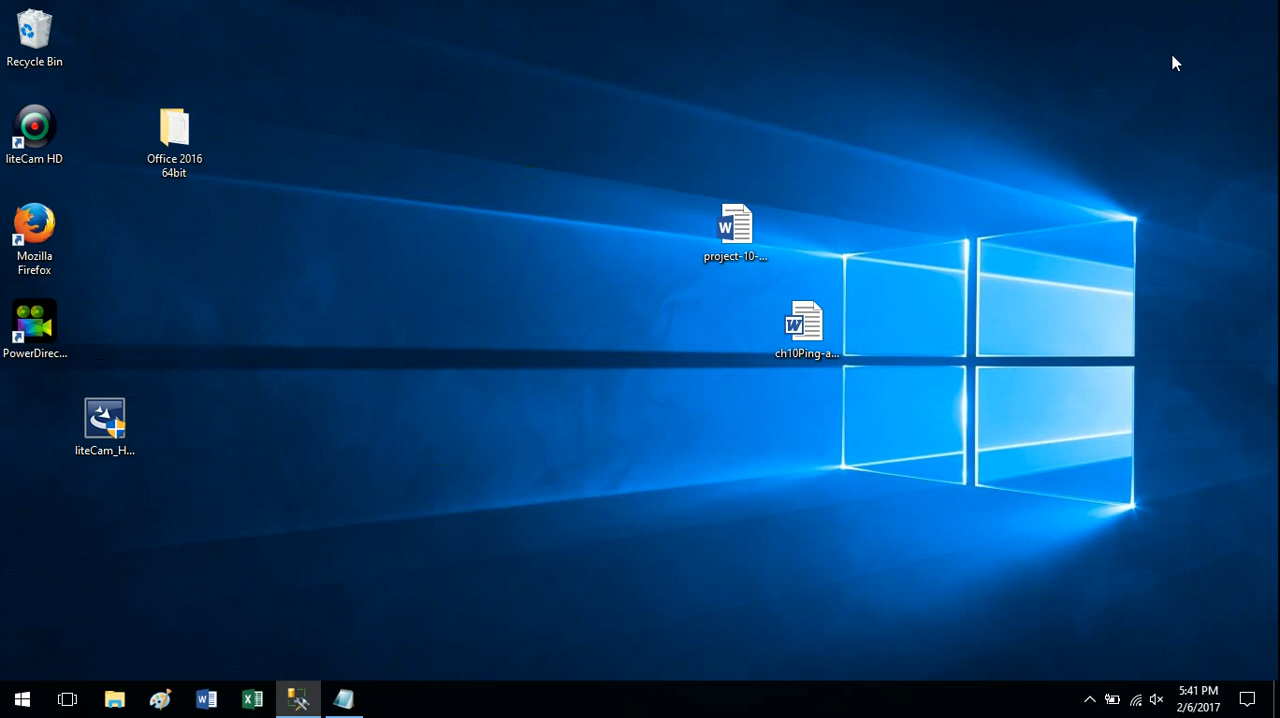 Recycle Bin
liteCam HD
Office 2016
64bit
Mozilla
Firefox
project-10-...
PowerDirec...
ch10Ping-a...
liteCam_H...
5:41 PM
2/6/2017